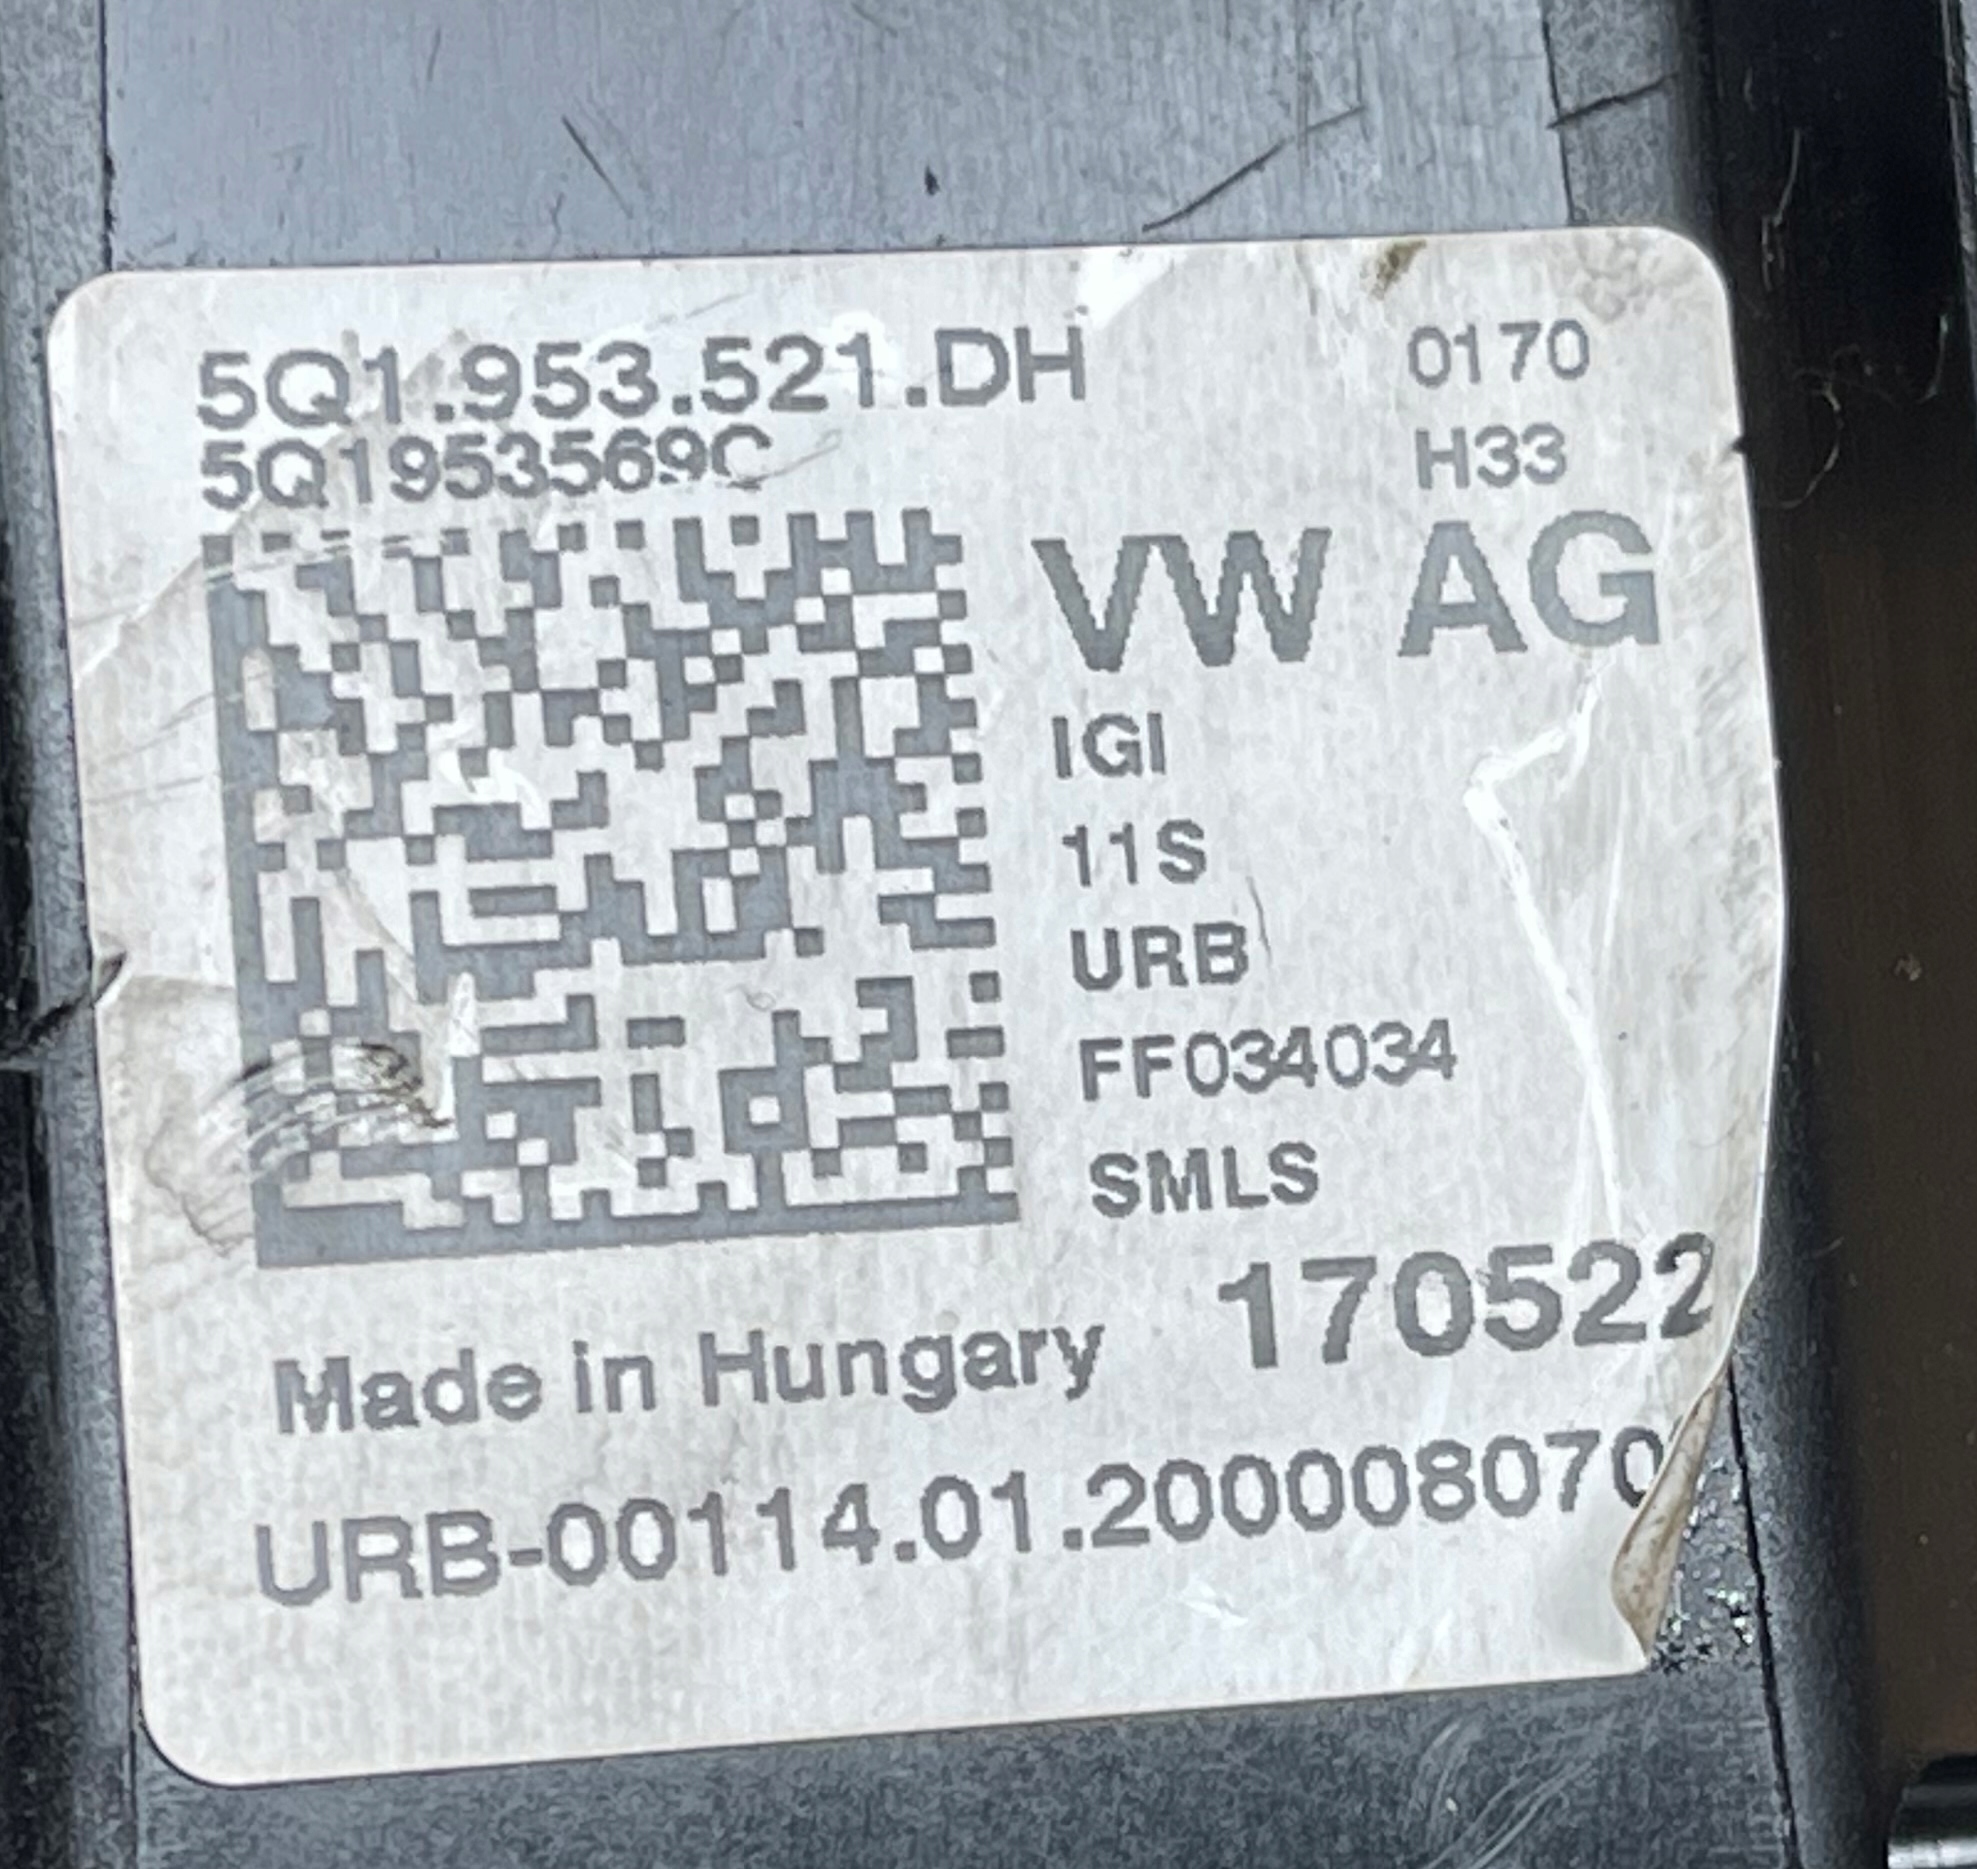 5Q1.953.521.DH 0170
5Q1953569C H33
VW AG
IGI
11S
URB
FF034034
SMLS
Made in Hungary 170522
URB-00114.01.200008070